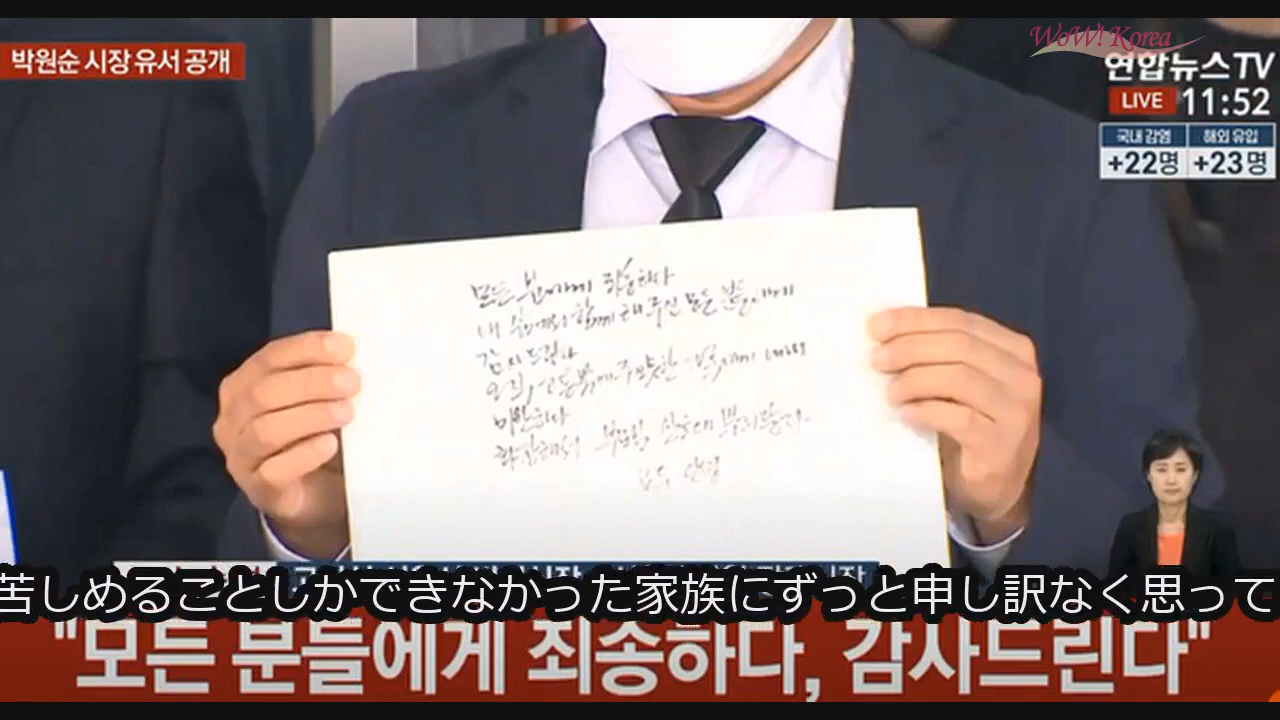 WoW! Korea
박원순 시장 유서 공개
연합뉴스TV
LIVE 11:52
국내 감염 해외 유입
+22명 +23명
모든 분에게 죄송하다
내 삶에서 함께 해 주신 모든 분들에게
감사드린다
오직, 고통밖에 주지 못한 가족에게 내내
미안하다
화장해서 부모님 산소에 뿌려달라.
모두 안녕
苦しめることしかできなかった家族にずっと申し訳なく思って
"모든 분들에게 죄송하다, 감사드린다"